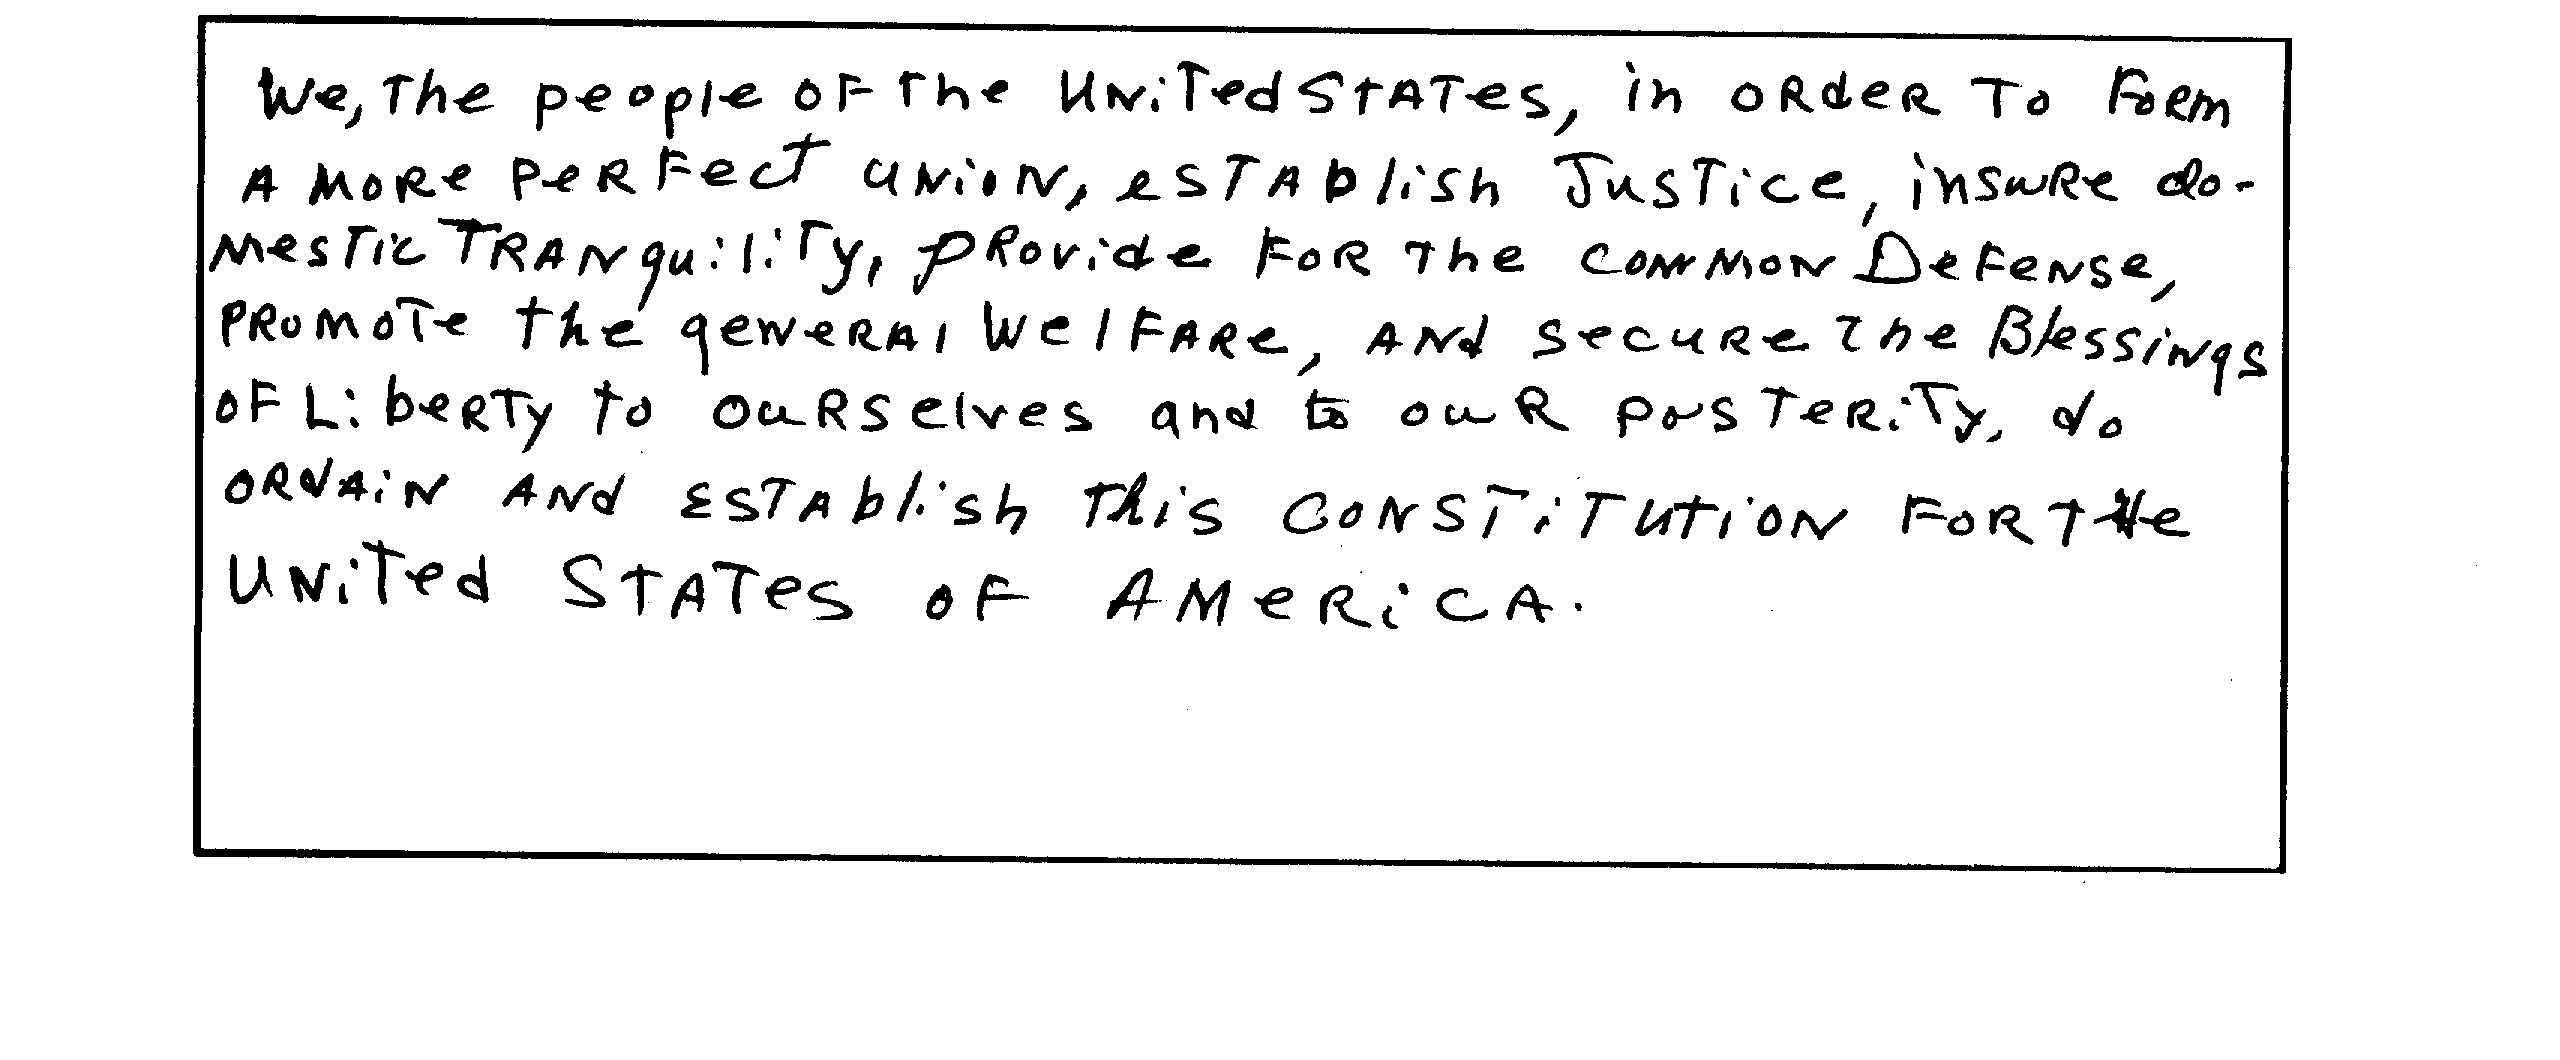 We, the people of the United States, in order to form
a more perfect union, establish Justice, insure do-
mestic Tranquility, provide for the common Defense,
promote the general Welfare, and secure the Blessings
of Liberty to ourselves and to our posterity, do
ordain and establish this Constitution for the
United States of America.